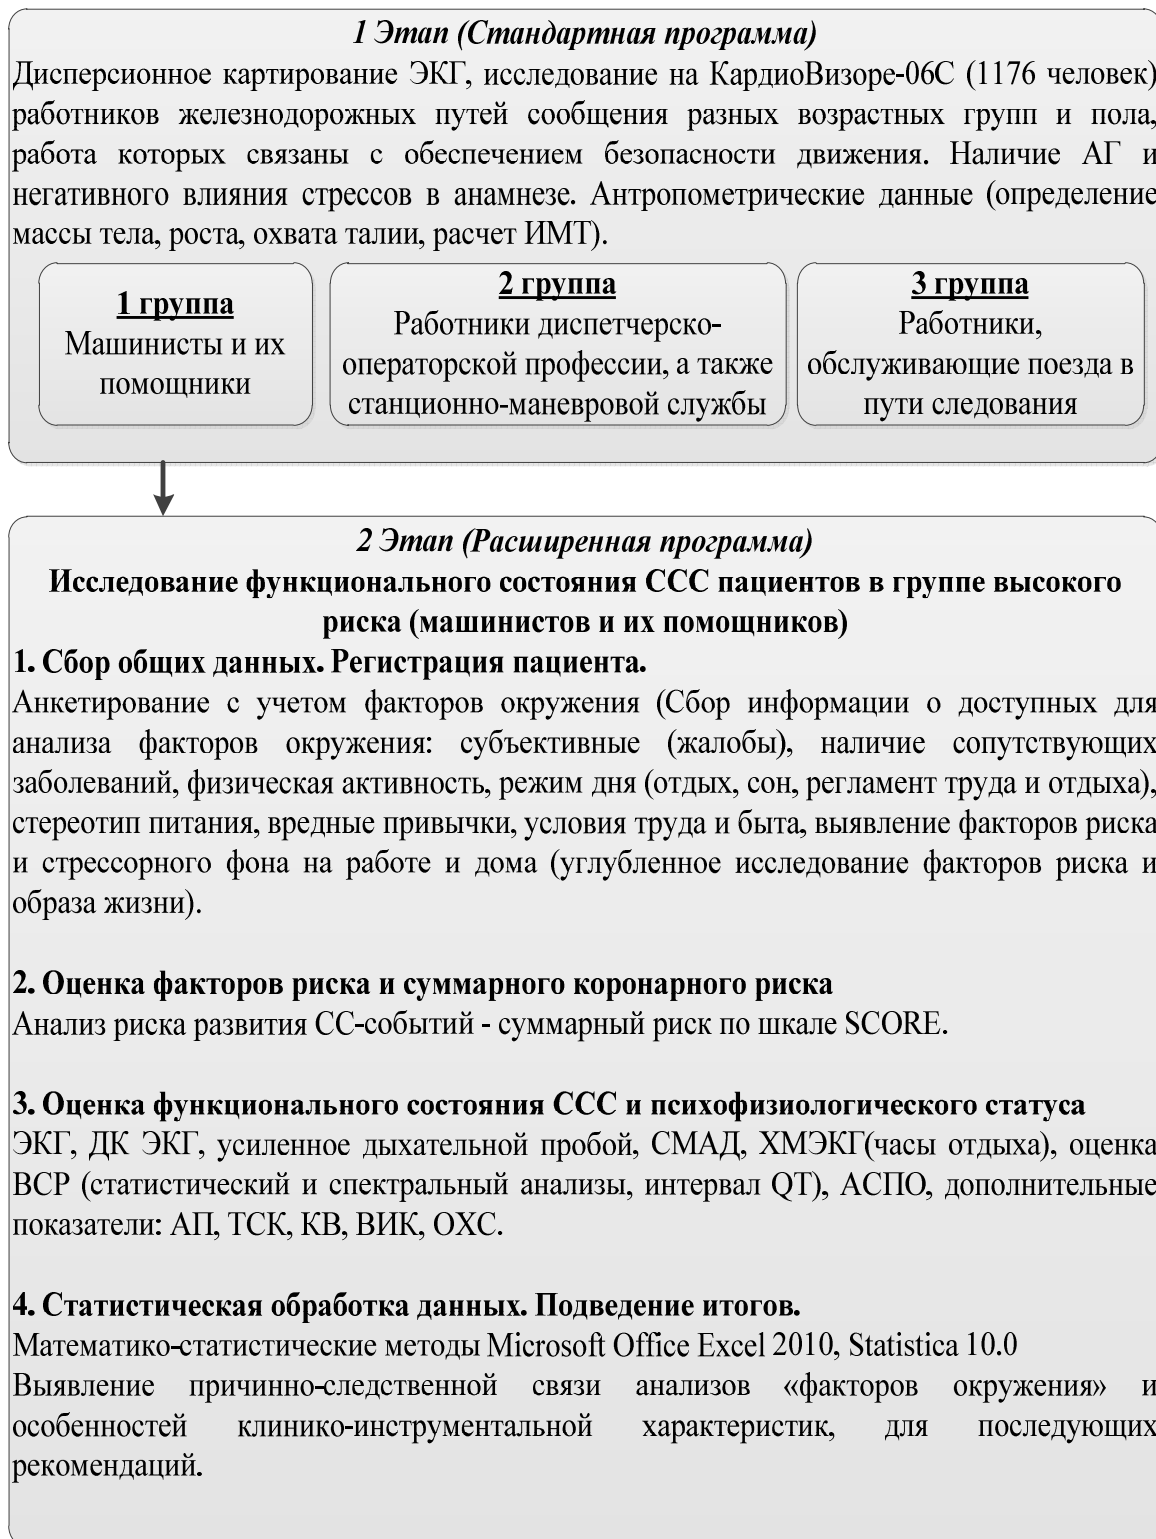 1 Этап (Стандартная программа)
Дисперсионное картирование ЭКГ, исследование на КардиоВизоре-06С (1176 человек)
работников железнодорожных путей сообщения разных возрастных групп и пола,
работа которых связаны с обеспечением безопасности движения. Наличие АГ и
негативного влияния стрессов в анамнезе. Антропометрические данные (определение
массы тела, роста, охвата талии, расчет ИМТ).
1 группа
Машинисты и их
помощники
2 группа
Работники диспетчерско-
операторской профессии, а также
станционно-маневровой службы
3 группа
Работники,
обслуживающие поезда в
пути следования
2 Этап (Расширенная программа)
Исследование функционального состояния ССС пациентов в группе высокого
риска (машинистов и их помощников)
1. Сбор общих данных. Регистрация пациента.
Анкетирование с учетом факторов окружения (Сбор информации о доступных для
анализа факторов окружения: субъективные (жалобы), наличие сопутствующих
заболеваний, физическая активность, режим дня (отдых, сон, регламент труда и отдыха),
стереотип питания, вредные привычки, условия труда и быта, выявление факторов риска
и стрессорного фона на работе и дома (углубленное исследование факторов риска и
образа жизни).
2. Оценка факторов риска и суммарного коронарного риска
Анализ риска развития СС-событий - суммарный риск по шкале SCORE.
3. Оценка функционального состояния ССС и психофизиологического статуса
ЭКГ, ДК ЭКГ, усиленное дыхательной пробой, СМАД, ХМЭКГ(часы отдыха), оценка
ВСР (статистический и спектральный анализы, интервал QT), АСПО, дополнительные
показатели: АП, ТСК, КВ, ВИК, ОХС.
4. Статистическая обработка данных. Подведение итогов.
Математико-статистические методы Microsoft Office Excel 2010, Statistica 10.0
Выявление причинно-следственной связи анализов «факторов окружения» и
особенностей клинико-инструментальной характеристик, для последующих
рекомендаций.